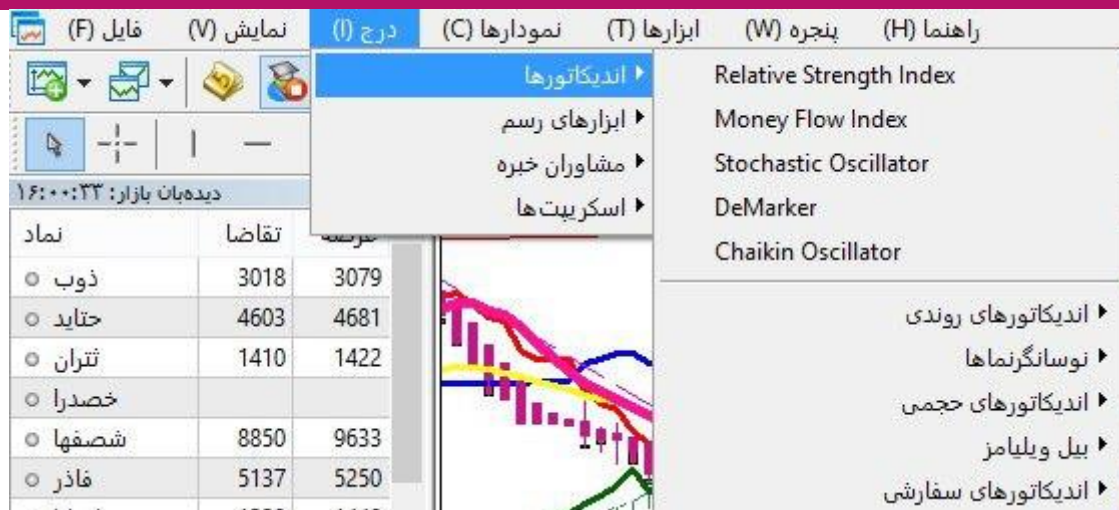 فایل (F) نمایش (V) درج (I) نمودارها (C) ابزارها (T) پنجره (W) راهنما (H)
اندیکاتورها
ابزارهای رسم
مشاوران خبره
اسکریپت‌ها
Relative Strength Index
Money Flow Index
Stochastic Oscillator
DeMarker
Chaikin Oscillator
اندیکاتورهای روندی
نوسانگرنماها
اندیکاتورهای حجمی
بیل ویلیامز
اندیکاتورهای سفارشی
دیده‌بان بازار: ۱۶:۰۰:۳۳
نماد تقاضا عرضه
ذوب 3018 3079
حتاید 4603 4681
ثتران 1410 1422
خصدرا
شصفها 8850 9633
فاذر 5137 5250